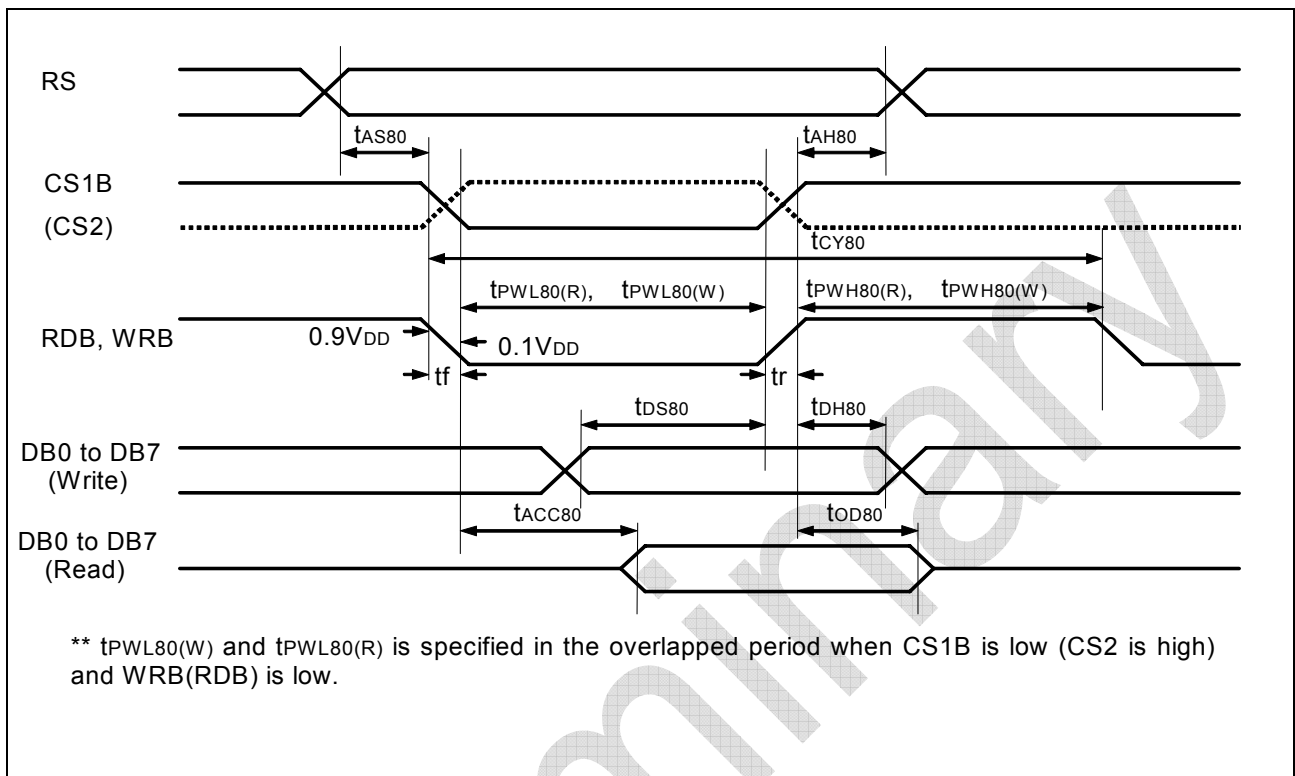 RS
tAS80
tAH80
CS1B
(CS2)
tCY80
tPWL80(R), tPWL80(W)
tPWH80(R), tPWH80(W)
RDB, WRB
0.9VDD
0.1VDD
tf
tr
tDS80
tDH80
DB0 to DB7
(Write)
tACC80
tOD80
DB0 to DB7
(Read)
** tPWL80(W) and tPWL80(R) is specified in the overlapped period when CS1B is low (CS2 is high)
and WRB(RDB) is low.
minary